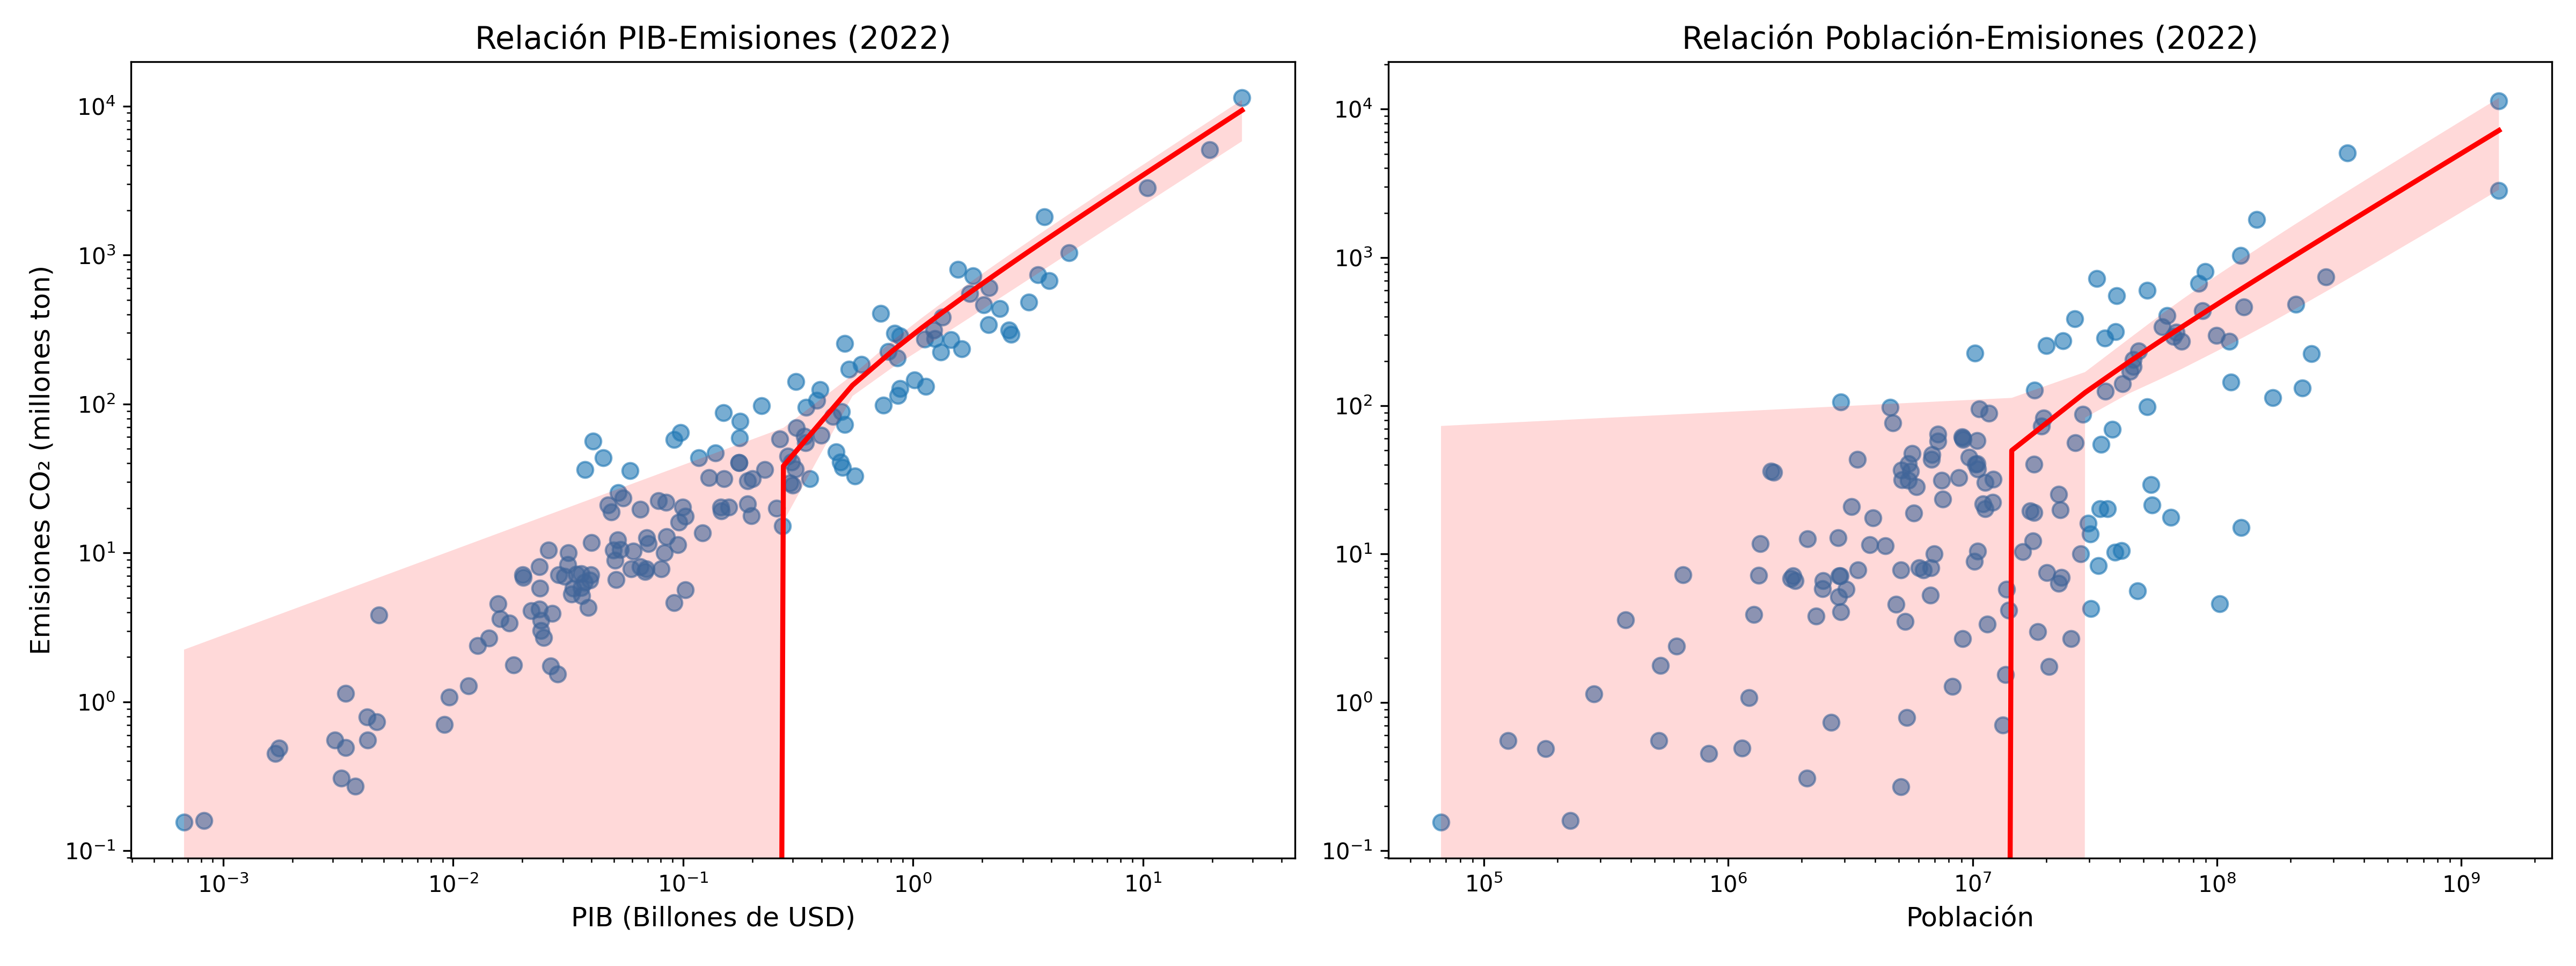 Relación PIB-Emisiones (2022)
Emisiones CO₂ (millones ton)
10⁴
10³
10²
10¹
10⁰
10⁻¹
10⁻³ 10⁻² 10⁻¹ 10⁰ 10¹
PIB (Billones de USD)
Relación Población-Emisiones (2022)
10⁴
10³
10²
10¹
10⁰
10⁻¹
10⁵ 10⁶ 10⁷ 10⁸ 10⁹
Población